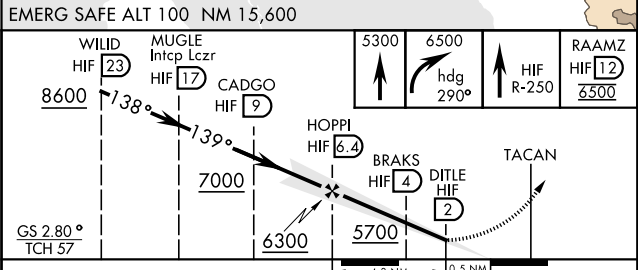 EMERG SAFE ALT 100 NM 15,600
WILID
HIF 23
MUGLE
Intcp Lczr
HIF 17
CADGO
HIF 9
HOPPI
HIF 6.4
BRAKS
HIF 4
DITLE
HIF
2
TACAN
5300
6500
hdg
290°
HIF
R-250
RAAMZ
HIF 12
6500
8600
138°
139°
7000
6300
5700
GS 2.80°
TCH 57
0.5 NM